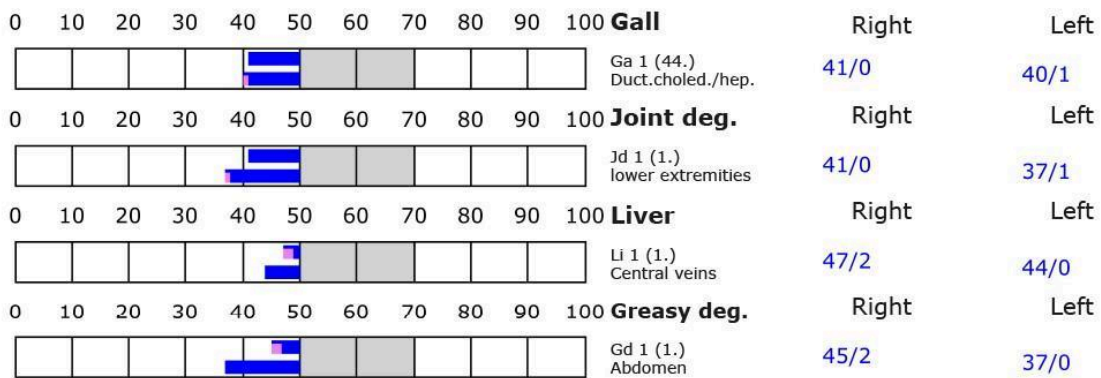 0 10 20 30 40 50 60 70 80 90 100 Gall Right Left
Ga 1 (44.) 41/0 40/1
Duct.choled./hep.
0 10 20 30 40 50 60 70 80 90 100 Joint deg. Right Left
Jd 1 (1.) 41/0 37/1
lower extremities
0 10 20 30 40 50 60 70 80 90 100 Liver Right Left
Li 1 (1.) 47/2 44/0
Central veins
0 10 20 30 40 50 60 70 80 90 100 Greasy deg. Right Left
Gd 1 (1.) 45/2 37/0
Abdomen